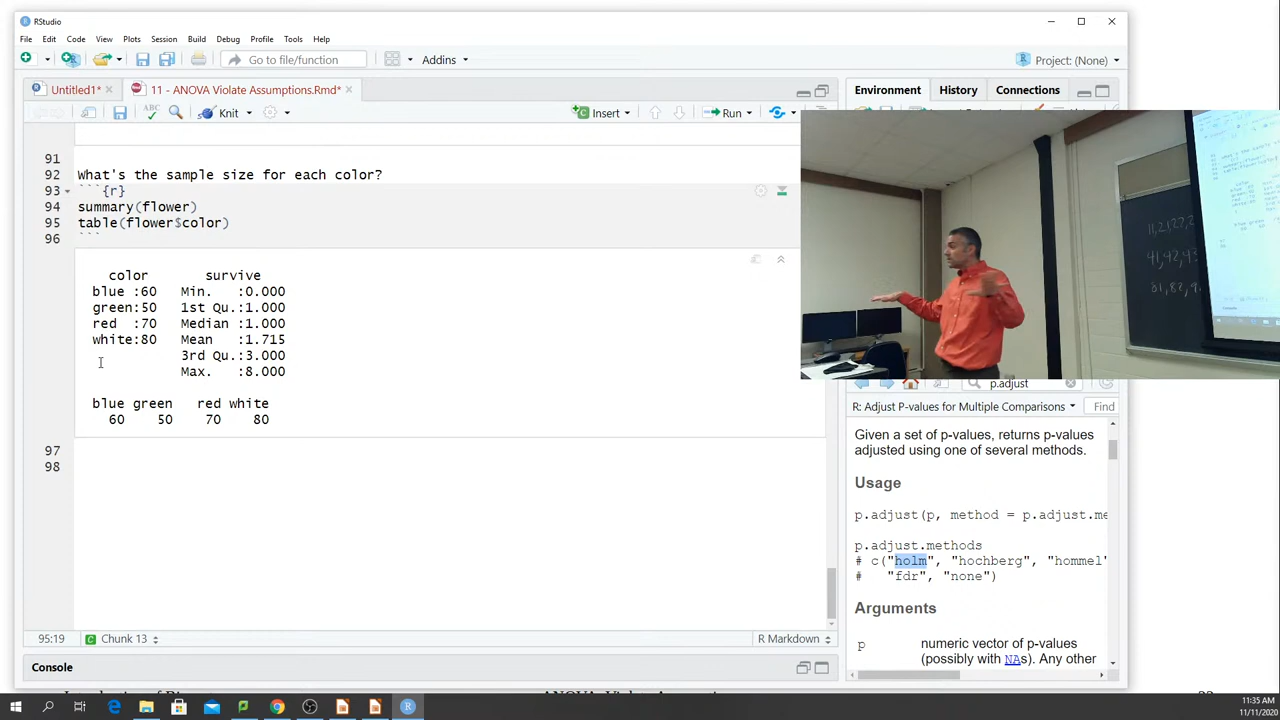 RStudio
File Edit Code View Plots Session Build Debug Profile Tools Help
Go to file/function Addins Project: (None)
Untitled1* 11 - ANOVA Violate Assumptions.Rmd*
Environment History Connections
ABC Knit Insert Run
91
92 What's the sample size for each color?
93 ```{r}
94 summary(flower)
95 table(flower$color)
96 ```
color survive
blue :60 Min. :0.000
green:50 1st Qu.:1.000
red :70 Median :1.000
white:80 Mean :1.715
3rd Qu.:3.000
Max. :8.000
blue green red white
60 50 70 80
97
98
95:19 Chunk 13 R Markdown
Console
p.adjust
R: Adjust P-values for Multiple Comparisons Find
Given a set of p-values, returns p-values
adjusted using one of several methods.
Usage
p.adjust(p, method = p.adjust.me
p.adjust.methods
# c("holm", "hochberg", "hommel"
# "fdr", "none")
Arguments
p numeric vector of p-values
(possibly with NAs). Any other
11:35 AM
11/11/2020